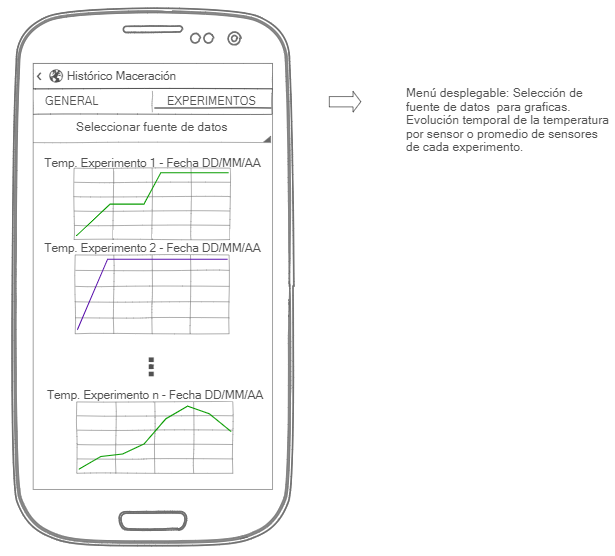 Histórico Maceración
GENERAL
EXPERIMENTOS
Seleccionar fuente de datos
Temp. Experimento 1 - Fecha DD/MM/AA
Temp. Experimento 2 - Fecha DD/MM/AA
Temp. Experimento n - Fecha DD/MM/AA
Menú desplegable: Selección de
fuente de datos para graficas.
Evolución temporal de la temperatura
por sensor o promedio de sensores
de cada experimento.